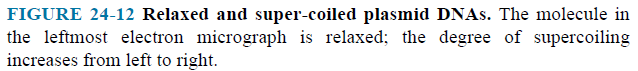 FIGURE 24-12 Relaxed and super-coiled plasmid DNAs. The molecule in
the leftmost electron micrograph is relaxed; the degree of supercoiling
increases from left to right.